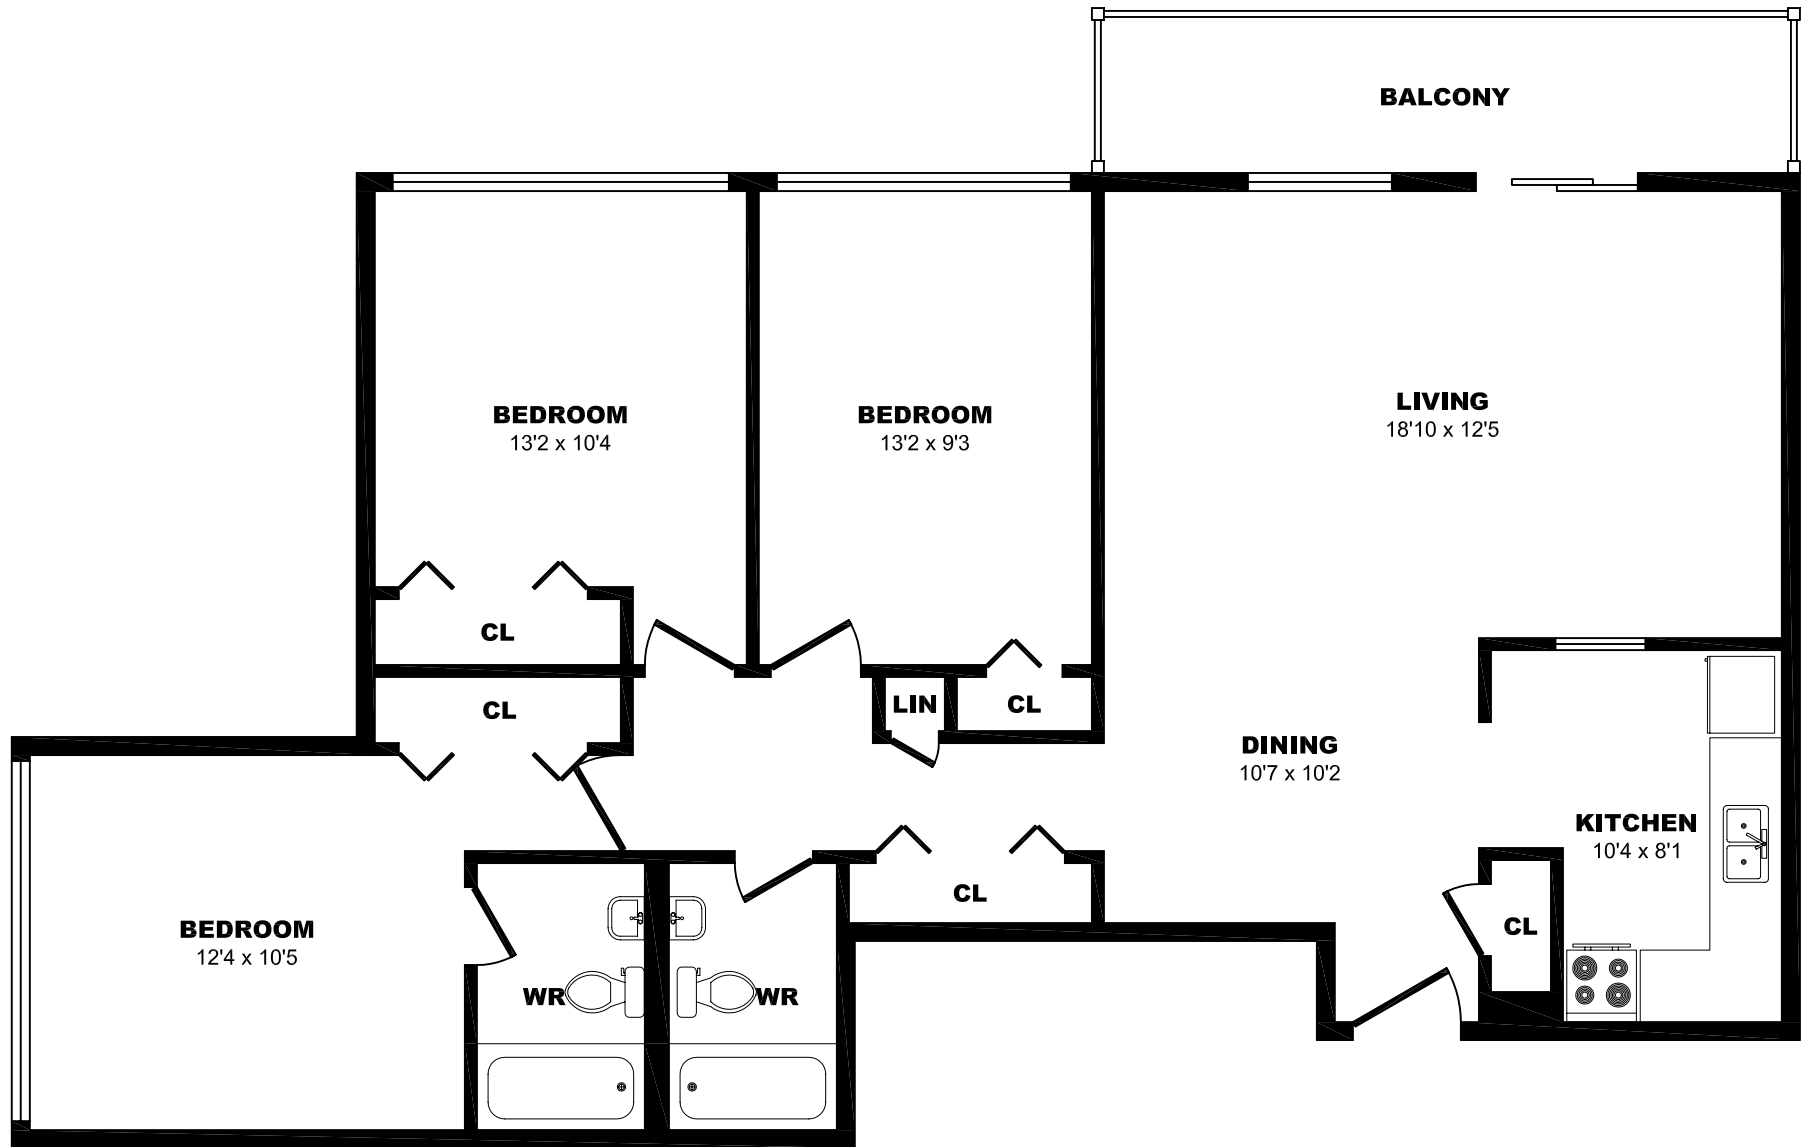 BALCONY
BEDROOM
13'2 x 10'4
BEDROOM
13'2 x 9'3
LIVING
18'10 x 12'5
CL
CL
LIN
CL
DINING
10'7 x 10'2
KITCHEN
10'4 x 8'1
CL
CL
BEDROOM
12'4 x 10'5
WR
WR